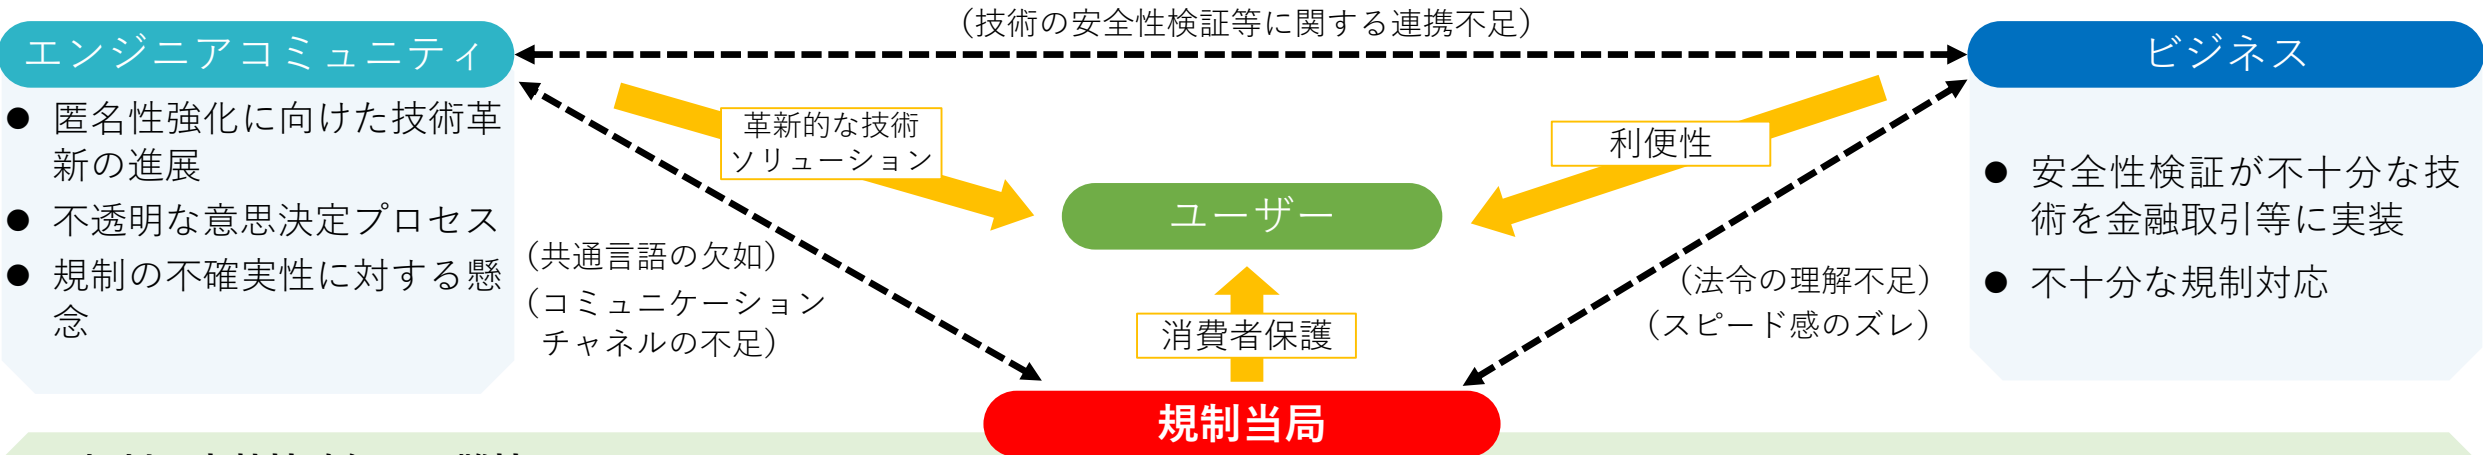 （技術の安全性検証等に関する連携不足）
エンジニアコミュニティ
ビジネス
● 匿名性強化に向けた技術革
新の進展
● 不透明な意思決定プロセス
● 規制の不確実性に対する懸
念
革新的な技術
ソリューション
利便性
ユーザー
● 安全性検証が不十分な技
術を金融取引等に実装
● 不十分な規制対応
（共通言語の欠如）
（コミュニケーション
チャネルの不足）
（法令の理解不足）
（スピード感のズレ）
消費者保護
規制当局